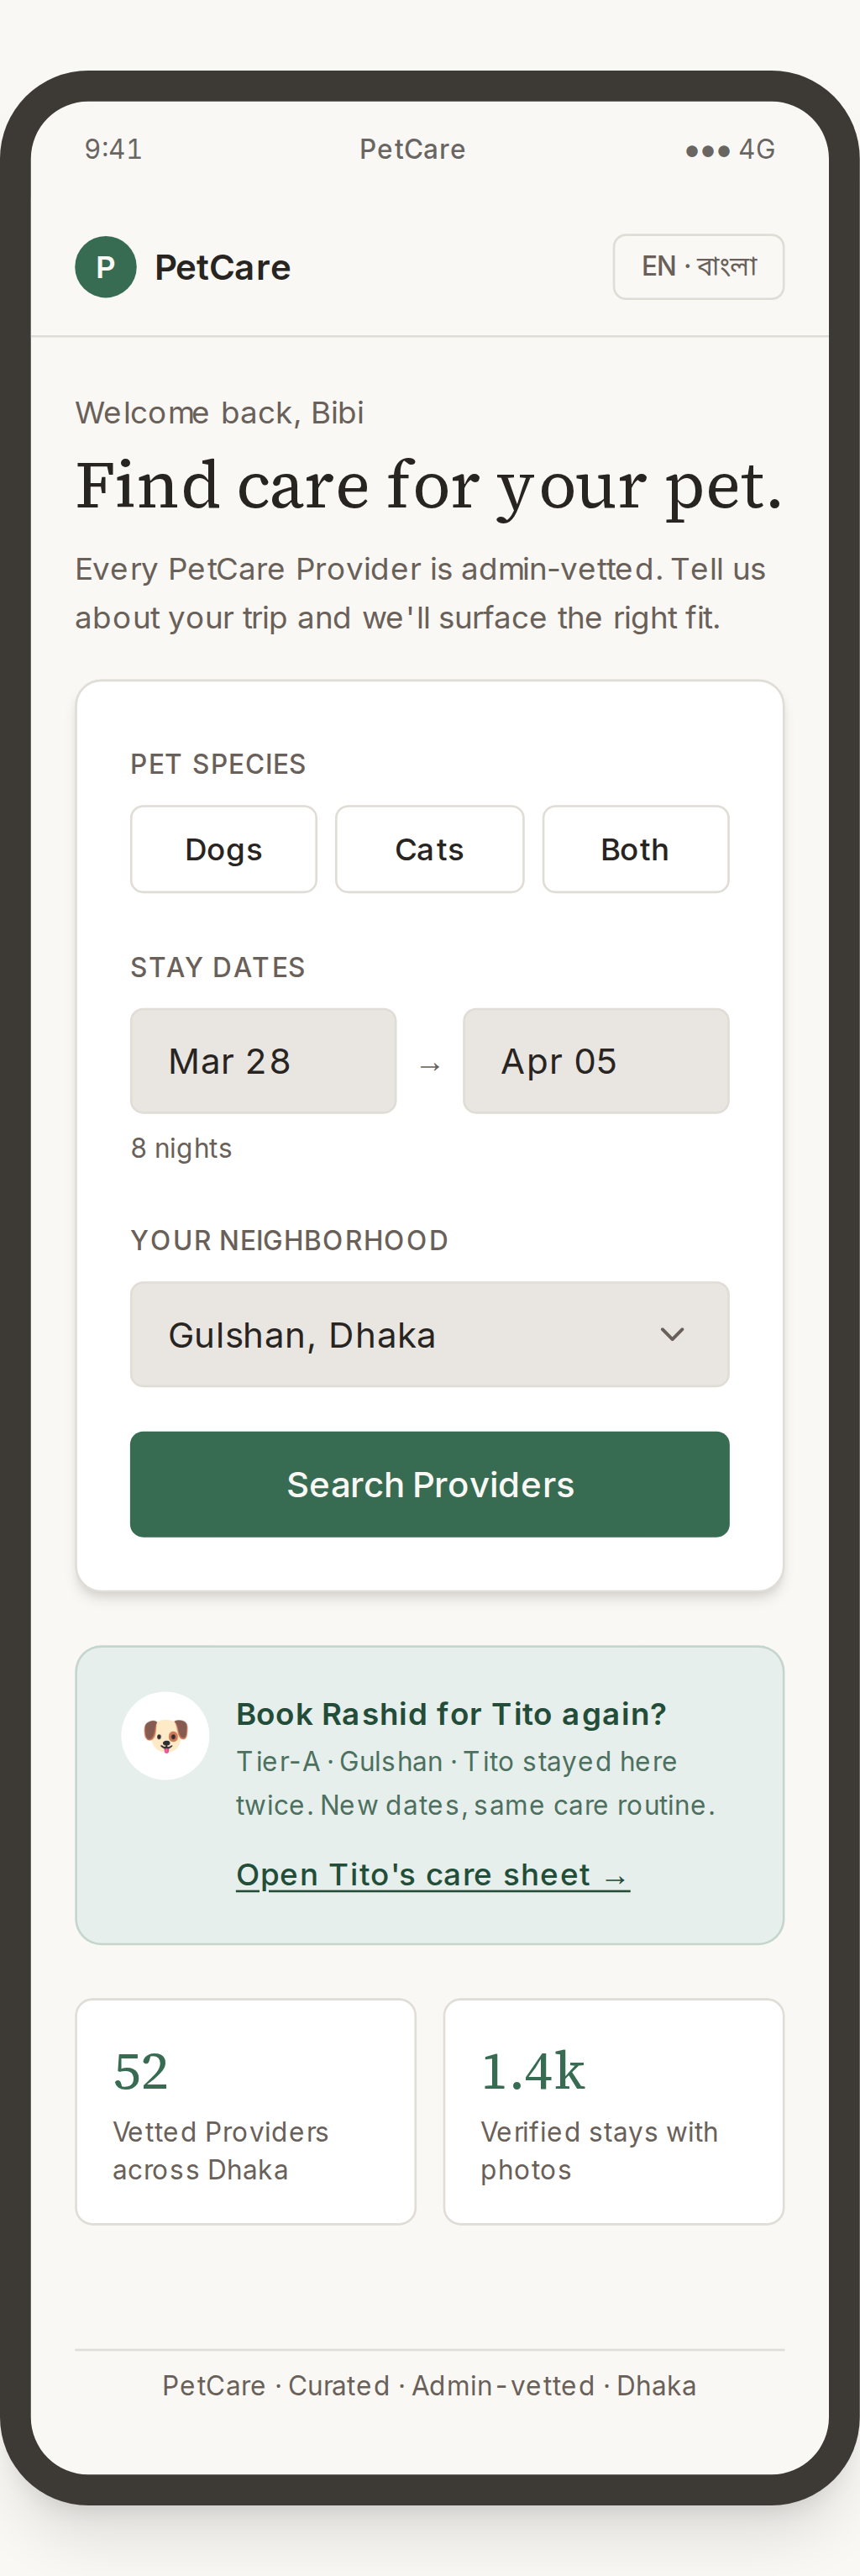 9:41 PetCare ●●● 4G
P PetCare EN · বাংলা
Welcome back, Bibi
Find care for your pet.
Every PetCare Provider is admin-vetted. Tell us
about your trip and we'll surface the right fit.
PET SPECIES
Dogs Cats Both
STAY DATES
Mar 28 → Apr 05
8 nights
YOUR NEIGHBORHOOD
Gulshan, Dhaka
Search Providers
Book Rashid for Tito again?
Tier-A · Gulshan · Tito stayed here
twice. New dates, same care routine.
Open Tito's care sheet →
52
Vetted Providers
across Dhaka
1.4k
Verified stays with
photos
PetCare · Curated · Admin-vetted · Dhaka